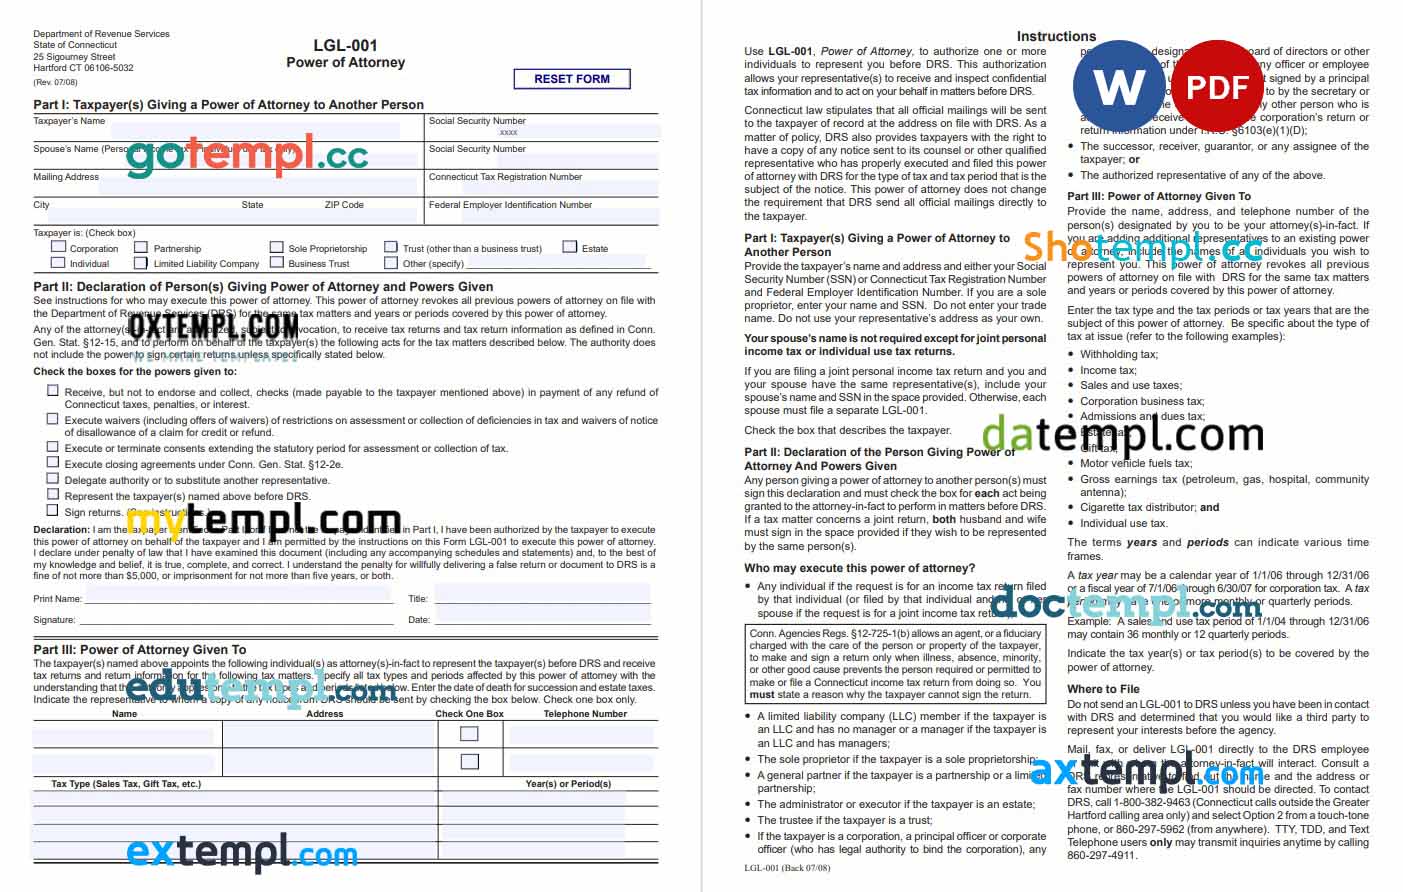 Department of Revenue Services
State of Connecticut
25 Sigourney Street
Hartford CT 06106-5032
(Rev. 07/08)
LGL-001
Power of Attorney
RESET FORM
Part I: Taxpayer(s) Giving a Power of Attorney to Another Person
Taxpayer's Name
Social Security Number
xxxx
Spouse's Name (Personal
Social Security Number
gotempl.cc
Mailing Address
Connecticut Tax Registration Number
City State ZIP Code
Federal Employer Identification Number
Taxpayer is: (Check box)
Corporation Partnership Sole Proprietorship Trust (other than a business trust) Estate
Individual Limited Liability Company Business Trust Other (specify)
Part II: Declaration of Person(s) Giving Power of Attorney and Powers Given
See instructions for who may execute this power of attorney. This power of attorney revokes all previous powers of attorney on file with
the Department of Revenue Services (DRS) for the same tax matters and years or periods covered by this power of attorney.
OXTEMPL.COM
Any of the attorney(s)-in-fact are authorized, subject to revocation, to receive tax returns and tax return information as defined in Conn.
Gen. Stat. §12-15, and to perform on behalf of the taxpayer(s) the following acts for the tax matters described below. The authority does
not include the power to sign certain returns unless specifically stated below.
Check the boxes for the powers given to:
Receive, but not to endorse and collect, checks (made payable to the taxpayer mentioned above) in payment of any refund of
Connecticut taxes, penalties, or interest.
Execute waivers (including offers of waivers) of restrictions on assessment or collection of deficiencies in tax and waivers of notice
of disallowance of a claim for credit or refund.
Execute or terminate consents extending the statutory period for assessment or collection of tax.
Execute closing agreements under Conn. Gen. Stat. §12-2e.
Delegate authority or to substitute another representative.
Represent the taxpayer(s) named above before DRS.
Sign returns. (See instructions.)
mytempl.com
Declaration: I am the taxpayer in Part I, I have been authorized by the taxpayer to execute
this power of attorney on behalf of the taxpayer and I am permitted by the instructions on this Form LGL-001 to execute this power of attorney.
I declare under penalty of law that I have examined this document (including any accompanying schedules and statements) and, to the best of
my knowledge and belief, it is true, complete, and correct. I understand the penalty for willfully delivering a false return or document to DRS is a
fine of not more than $5,000, or imprisonment for not more than five years, or both.
Print Name: Title:
Signature: Date:
Part III: Power of Attorney Given To
The taxpayer(s) named above appoints the following individual(s) as attorney(s)-in-fact to represent the taxpayer(s) before DRS and receive
tax returns and return information for the following tax matters. Specify all tax types and periods affected by this power of attorney with the
understanding that this below. Enter the date of death for succession and estate taxes.
Indicate the representative to whom a copy of any notice from DRS should be sent by checking the box below. Check one box only.
edutempl.com
Name Address Check One Box Telephone Number
Tax Type (Sales Tax, Gift Tax, etc.) Year(s) or Period(s)
extempl.com
Instructions
Use LGL-001, Power of Attorney, to authorize one or more
individuals to represent you before DRS. This authorization
allows your representative(s) to receive and inspect confidential
tax information and to act on your behalf in matters before DRS.
Connecticut law stipulates that all official mailings will be sent
to the taxpayer of record at the address on file with DRS. As a
matter of policy, DRS also provides taxpayers with the right to
have a copy of any notice sent to its counsel or other qualified
representative who has properly executed and filed this power
of attorney with DRS for the type of tax and tax period that is the
subject of the notice. This power of attorney does not change
the requirement that DRS send all official mailings directly to
the taxpayer.
Part I: Taxpayer(s) Giving a Power of Attorney to
Another Person
Provide the taxpayer's name and address and either your Social
Security Number (SSN) or Connecticut Tax Registration Number
and Federal Employer Identification Number. If you are a sole
proprietor, enter your name and SSN. Do not enter your trade
name. Do not use your representative's address as your own.
Your spouse's name is not required except for joint personal
income tax or individual use tax returns.
If you are filing a joint personal income tax return and you and
your spouse have the same representative(s), include your
spouse's name and SSN in the space provided. Otherwise, each
spouse must file a separate LGL-001.
Check the box that describes the taxpayer.
Part II: Declaration of the Person Giving Power of
Attorney And Powers Given
Any person giving a power of attorney to another person(s) must
sign this declaration and must check the box for each act being
granted to the attorney-in-fact to perform in matters before DRS.
If a tax matter concerns a joint return, both husband and wife
must sign in the space provided if they wish to be represented
by the same person(s).
Who may execute this power of attorney?
• Any individual if the request is for an income tax return filed
by that individual (or filed by that individual and his or her
spouse if the request is for a joint income tax return);
Conn. Agencies Regs. §12-725-1(b) allows an agent, or a fiduciary
charged with the care of the person or property of the taxpayer,
to make and sign a return only when illness, absence, minority,
or other good cause prevents the person required or permitted to
make or file a Connecticut income tax return from doing so. You
must state a reason why the taxpayer cannot sign the return.
• A limited liability company (LLC) member if the taxpayer is
an LLC and has no manager or a manager if the taxpayer is
an LLC and has managers;
• The sole proprietor if the taxpayer is a sole proprietorship;
• A general partner if the taxpayer is a partnership or a limited
partnership;
• The administrator or executor if the taxpayer is an estate;
• The trustee if the taxpayer is a trust;
• If the taxpayer is a corporation, a principal officer or corporate
officer (who has legal authority to bind the corporation), any
LGL-001 (Back 07/08)
W PDF
board of directors or other
any officer or employee
signed by a principal
to by the secretary or
any other person who is
receive the corporation's return or
return information under I.R.C. §6103(e)(1)(D);
• The successor, receiver, guarantor, or any assignee of the
taxpayer; or
• The authorized representative of any of the above.
Part III: Power of Attorney Given To
Provide the name, address, and telephone number of the
person(s) designated by you to be your attorney(s)-in-fact. If
you are adding additional representatives to an existing power
of attorney, include the names of all individuals you wish to
represent you. This power of attorney revokes all previous
powers of attorney on file with DRS for the same tax matters
and years or periods covered by this power of attorney.
Shotempl.cc
Enter the tax type and the tax periods or tax years that are the
subject of this power of attorney. Be specific about the type of
tax at issue (refer to the following examples):
• Withholding tax;
• Income tax;
• Sales and use taxes;
• Corporation business tax;
• Admissions and dues tax;
• Estate tax;
• Gift tax;
datempl.com
• Motor vehicle fuels tax;
• Gross earnings tax (petroleum, gas, hospital, community
antenna);
• Cigarette tax distributor; and
• Individual use tax.
The terms years and periods can indicate various time
frames.
A tax year may be a calendar year of 1/1/06 through 12/31/06
or a fiscal year of 7/1/06 through 6/30/07 for corporation tax. A tax
period may be one or more monthly or quarterly periods.
doctempl.com
Example: A sales and use tax period of 1/1/04 through 12/31/06
may contain 36 monthly or 12 quarterly periods.
Indicate the tax year(s) or tax period(s) to be covered by the
power of attorney.
Where to File
Do not send an LGL-001 to DRS unless you have been in contact
with DRS and determined that you would like a third party to
represent your interests before the agency.
Mail, fax, or deliver LGL-001 directly to the DRS employee
with whom the attorney-in-fact will interact. Consult a
DRS representative to find out the name and the address or
fax number where the LGL-001 should be directed. To contact
DRS, call 1-800-382-9463 (Connecticut calls outside the Greater
Hartford calling area only) and select Option 2 from a touch-tone
phone, or 860-297-5962 (from anywhere). TTY, TDD, and Text
Telephone users only may transmit inquiries anytime by calling
860-297-4911.
axtempl.com